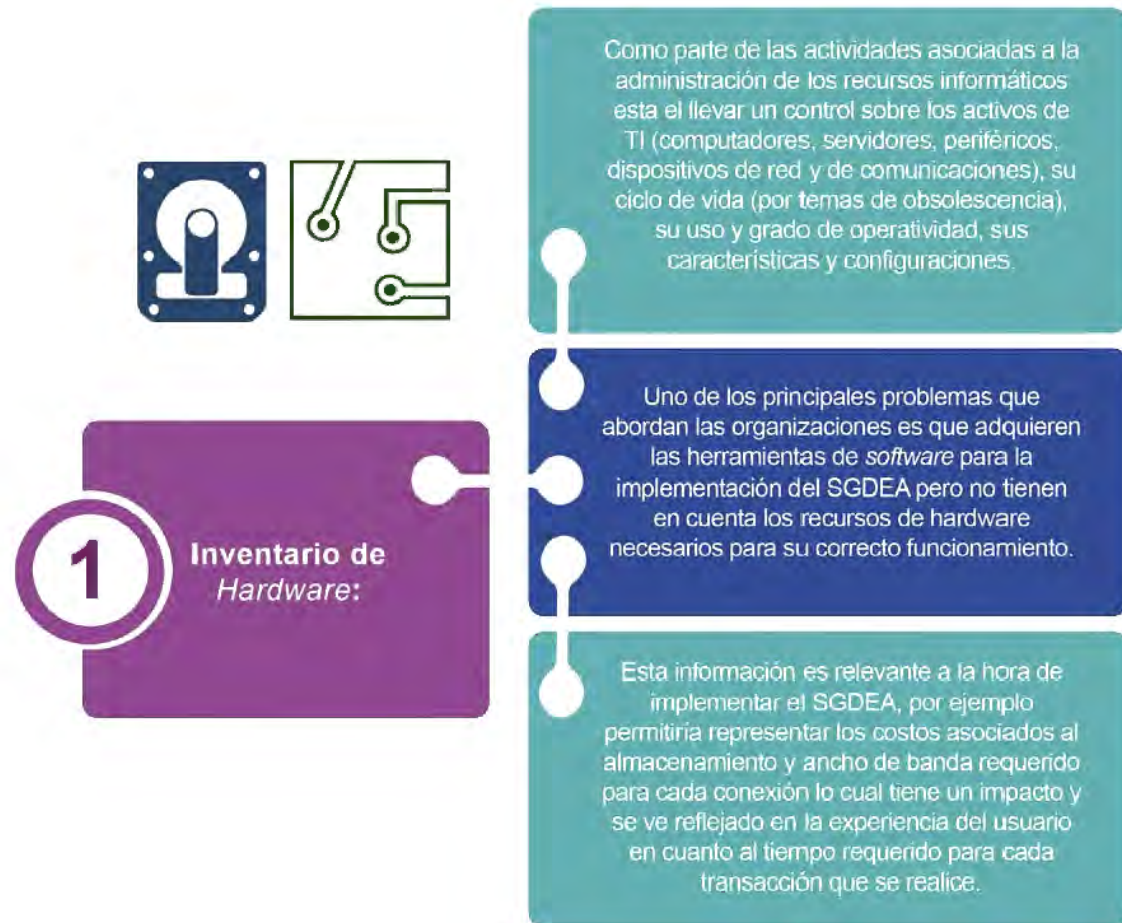 1
Inventario de
Hardware:
Como parte de las actividades asociadas a la
administración de los recursos informáticos
esta el llevar un control sobre los activos de
TI (computadores, servidores, periféricos,
dispositivos de red y de comunicaciones), su
ciclo de vida (por temas de obsolescencia),
su uso y grado de operatividad, sus
características y configuraciones.
Uno de los principales problemas que
abordan las organizaciones es que adquieren
las herramientas de software para la
implementación del SGDEA pero no tienen
en cuenta los recursos de hardware
necesarios para su correcto funcionamiento.
Esta información es relevante a la hora de
implementar el SGDEA, por ejemplo
permitiría representar los costos asociados al
almacenamiento y ancho de banda requerido
para cada conexión lo cual tiene un impacto y
se ve reflejado en la experiencia del usuario
en cuanto al tiempo requerido para cada
transacción que se realice.